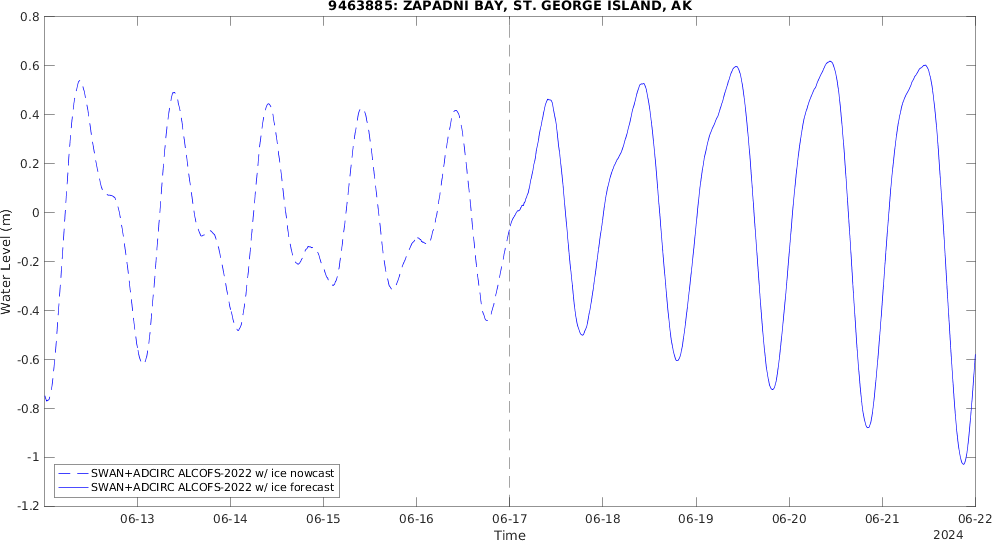 9463885: ZAPADNI BAY, ST. GEORGE ISLAND, AK
0.8
0.6
0.4
0.2
0
-0.2
-0.4
-0.6
-0.8
-1
-1.2
Water Level (m)
SWAN+ADCIRC ALCOFS-2022 w/ ice nowcast
SWAN+ADCIRC ALCOFS-2022 w/ ice forecast
06-13 06-14 06-15 06-16 06-17 06-18 06-19 06-20 06-21 06-22
Time
2024